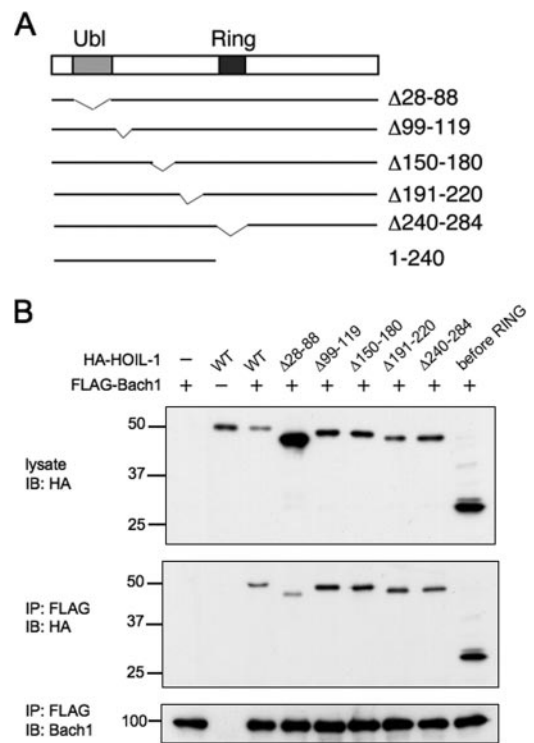 A
Ubl Ring
Δ28-88
Δ99-119
Δ150-180
Δ191-220
Δ240-284
1-240
B
HA-HOIL-1 – WT WT Δ28-88 Δ99-119 Δ150-180 Δ191-220 Δ240-284 before RING
FLAG-Bach1 + – + + + + + + +
50
37
25
lysate
IB: HA
50
37
25
IP: FLAG
IB: HA
100
IP: FLAG
IB: Bach1